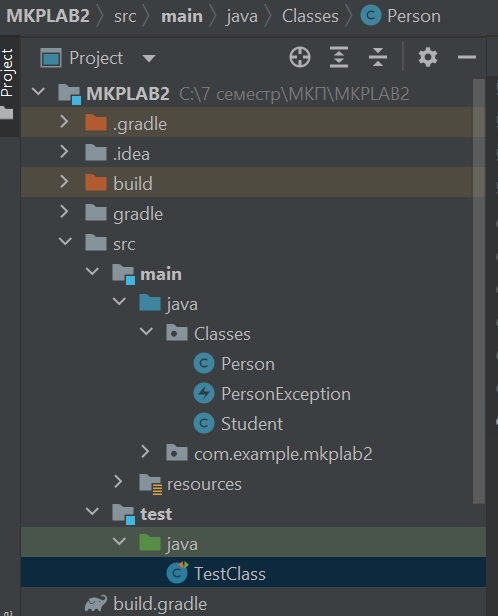 MKPLAB2 src main java Classes Person
Project
Project
MKPLAB2 C:\7 семестр\МКП\MKPLAB2
.gradle
.idea
build
gradle
src
main
java
Classes
Person
PersonException
Student
com.example.mkplab2
resources
test
java
TestClass
build.gradle